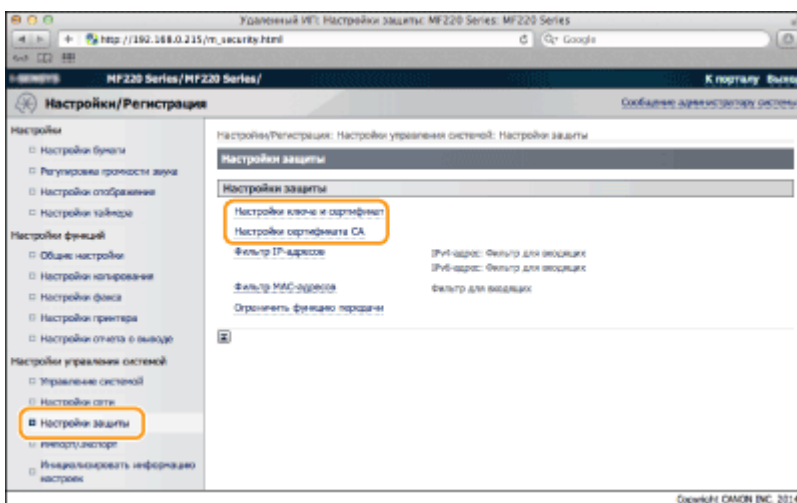 Удаленный ИП: Настройки защиты: MF220 Series: MF220 Series
http://192.168.0.215/m_security.html
Google
MF220 Series/MF220 Series/
К порталу
Настройки/Регистрация
Сообщение администратору системы
Настройки
Настройки бумаги
Регулировка громкости звука
Настройки отображения
Настройки таймера
Настройки функций
Общие настройки
Настройки копирования
Настройки факса
Настройки принтера
Настройки отчета о выводе
Настройки управления системой
Управление системой
Настройки сети
Настройки защиты
Импорт/экспорт
Инициализировать информацию
настроек
Настройки/Регистрация: Настройки управления системой: Настройки защиты
Настройки защиты
Настройки защиты
Настройки ключа и сертификат
Настройки сертификата CA
Фильтр IP-адресов
IPv4-адрес: Фильтр для входящих
IPv6-адрес: Фильтр для входящих
Фильтр MAC-адресов
Фильтр для входящих
Ограничить функцию передачи
Copyright CANON INC. 2014